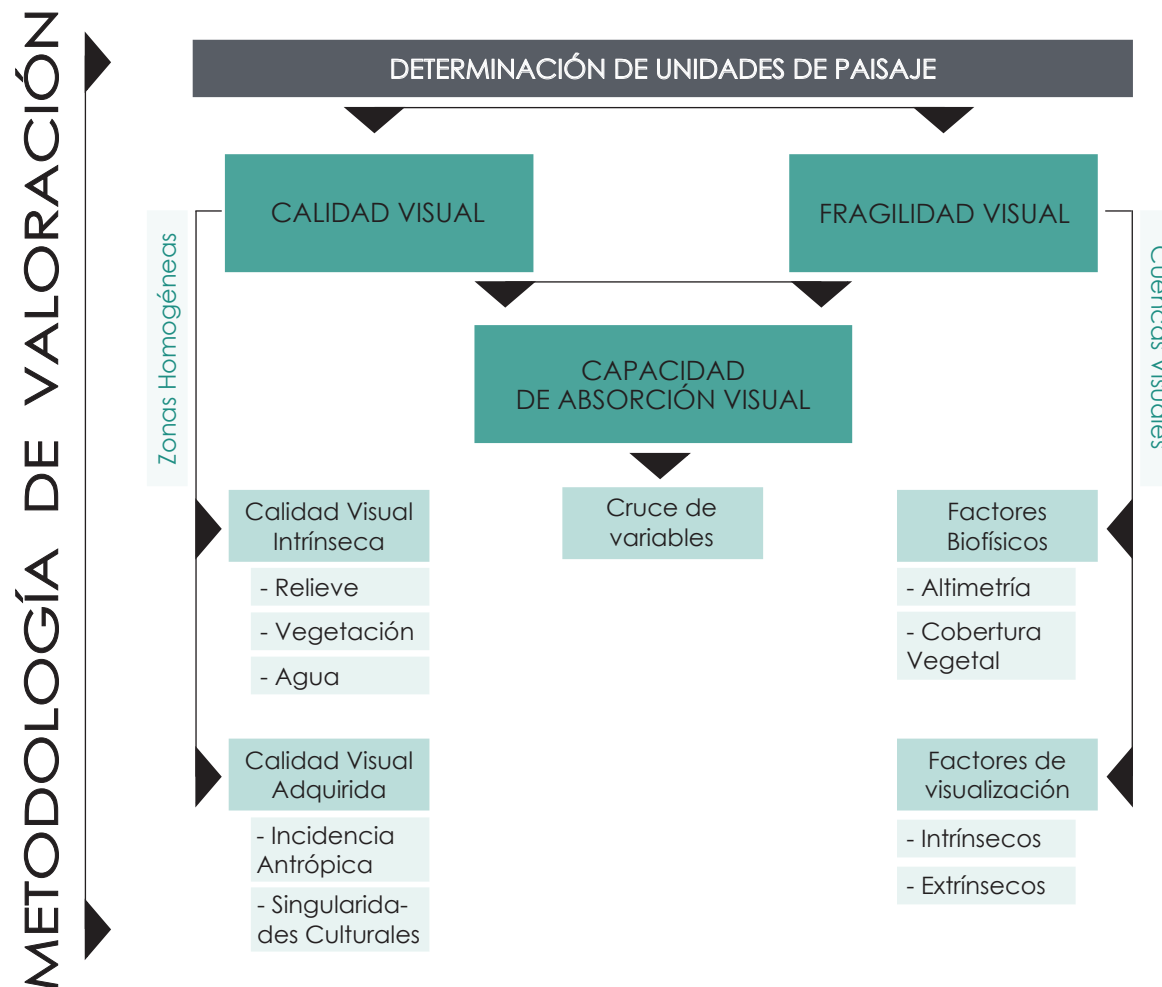 METODOLOGÍA DE VALORACIÓN
DETERMINACIÓN DE UNIDADES DE PAISAJE
CALIDAD VISUAL
FRAGILIDAD VISUAL
Zonas Homogéneas
Cuencas Visuales
CAPACIDAD
DE ABSORCIÓN VISUAL
Calidad Visual
Intrínseca
- Relieve
- Vegetación
- Agua
Calidad Visual
Adquirida
- Incidencia
Antrópica
- Singularida-
des Culturales
Cruce de
variables
Factores
Biofísicos
- Altimetría
- Cobertura
Vegetal
Factores de
visualización
- Intrínsecos
- Extrínsecos